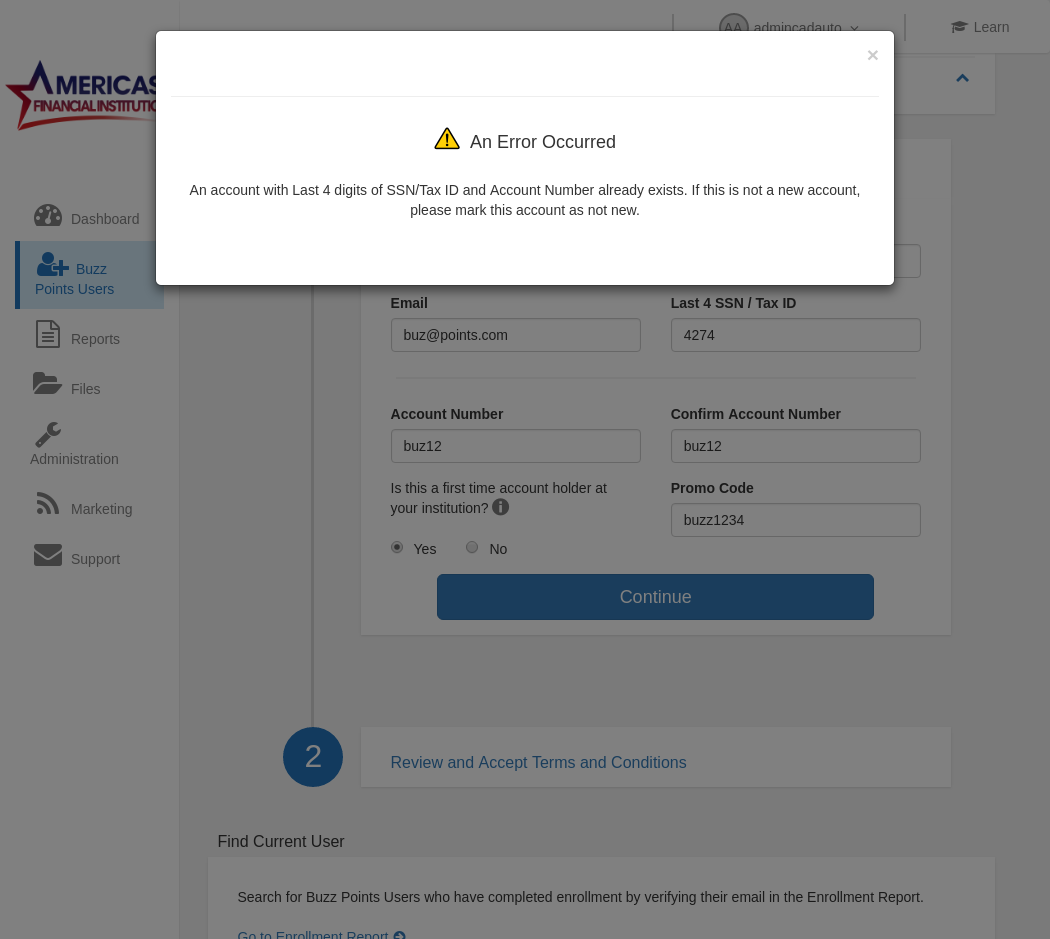 AA admincadauto
Learn
AMERICAS
FINANCIAL INSTITUTIO
×
An Error Occurred
An account with Last 4 digits of SSN/Tax ID and Account Number already exists. If this is not a new account,
please mark this account as not new.
Dashboard
Buzz
Points Users
Reports
Files
Administration
Marketing
Support
Email
Last 4 SSN / Tax ID
buz@points.com
4274
Account Number
Confirm Account Number
buz12
buz12
Is this a first time account holder at
your institution?
Promo Code
buzz1234
Yes
No
Continue
2
Review and Accept Terms and Conditions
Find Current User
Search for Buzz Points Users who have completed enrollment by verifying their email in the Enrollment Report.
Go to Enrollment Report